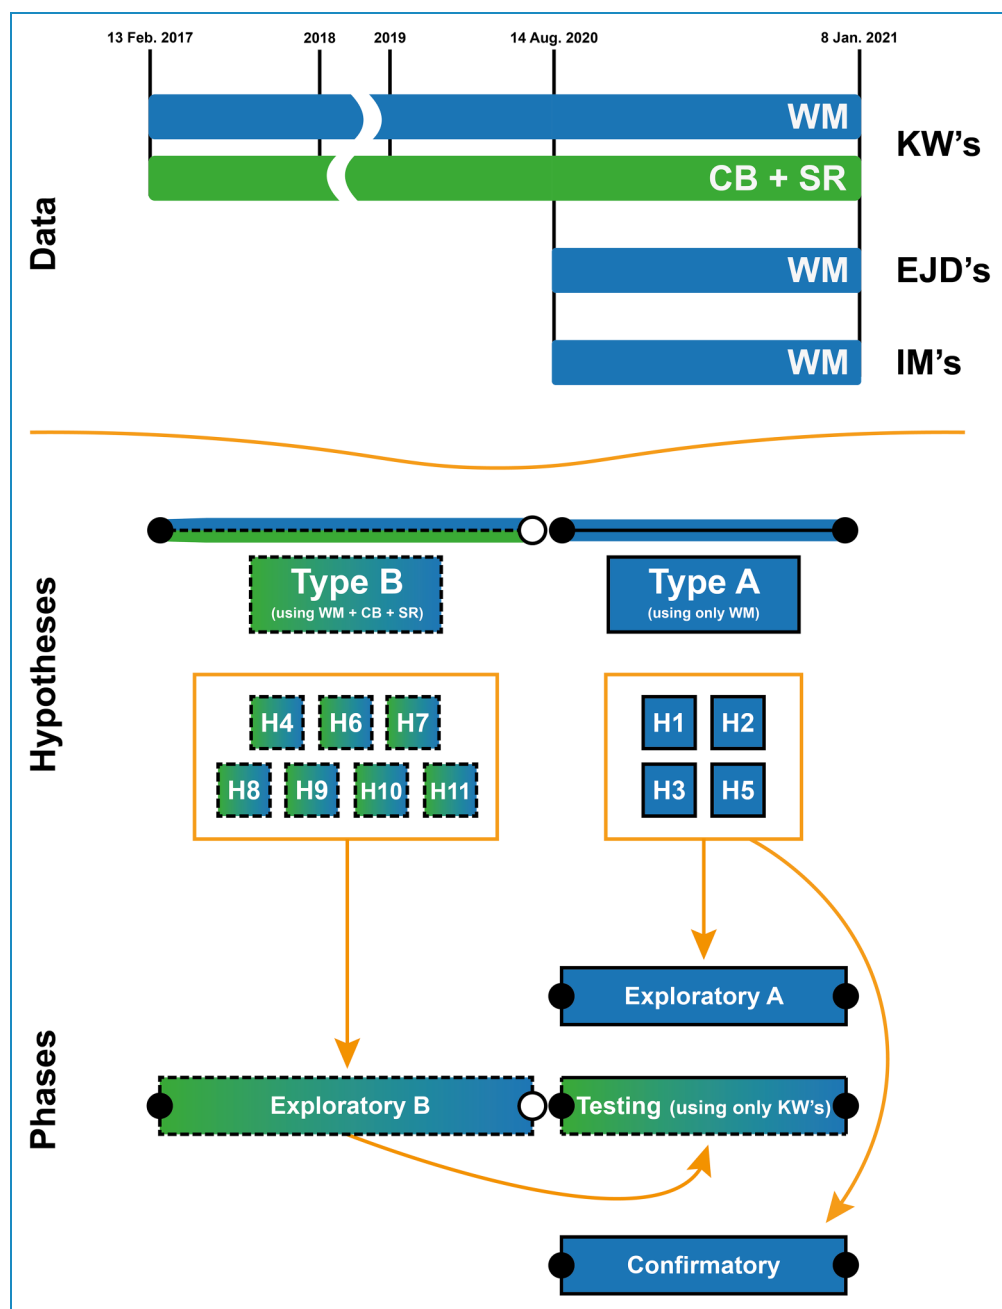 13 Feb. 2017
2018
2019
14 Aug. 2020
8 Jan. 2021
Data
WM
KW's
CB + SR
WM
EJD's
WM
IM's
Hypotheses
Type B
(using WM + CB + SR)
Type A
(using only WM)
H4
H6
H7
H1
H2
H8
H9
H10
H11
H3
H5
Phases
Exploratory A
Exploratory B
Testing (using only KW's)
Confirmatory